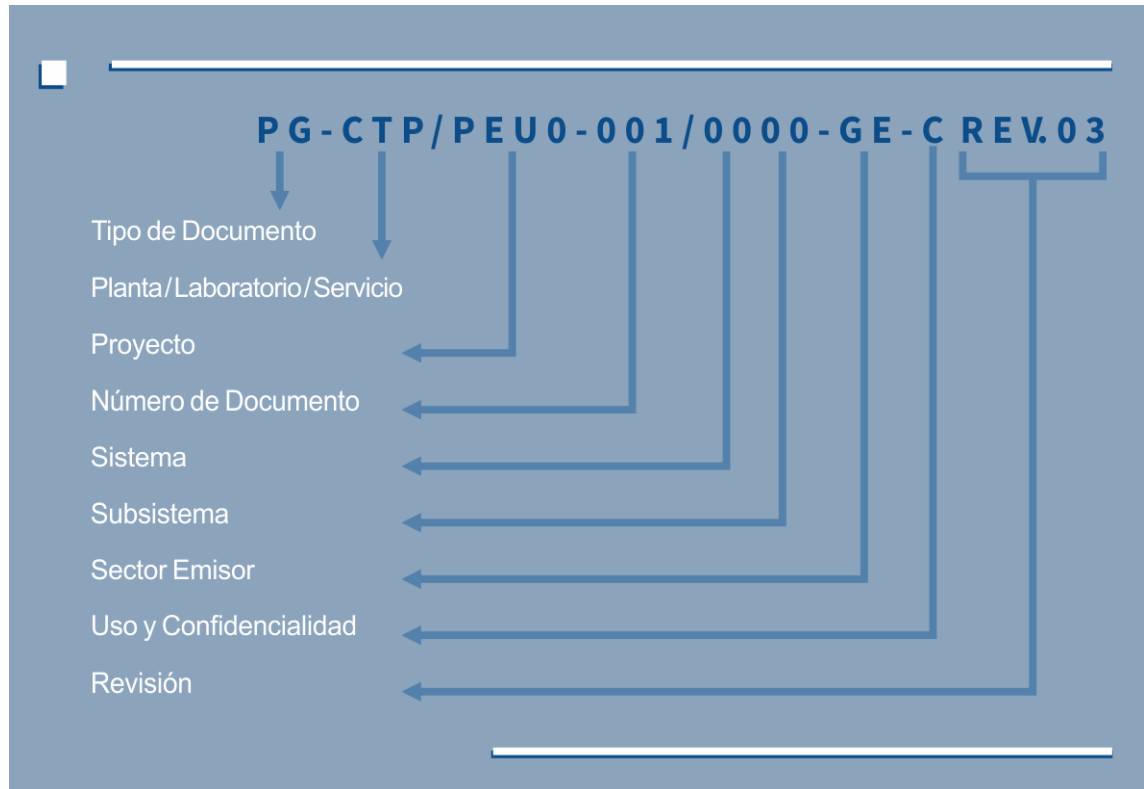 PG-CTP/PEU0-001/0000-GE-C REV.03
Tipo de Documento
Planta/Laboratorio/Servicio
Proyecto
Número de Documento
Sistema
Subsistema
Sector Emisor
Uso y Confidencialidad
Revisión